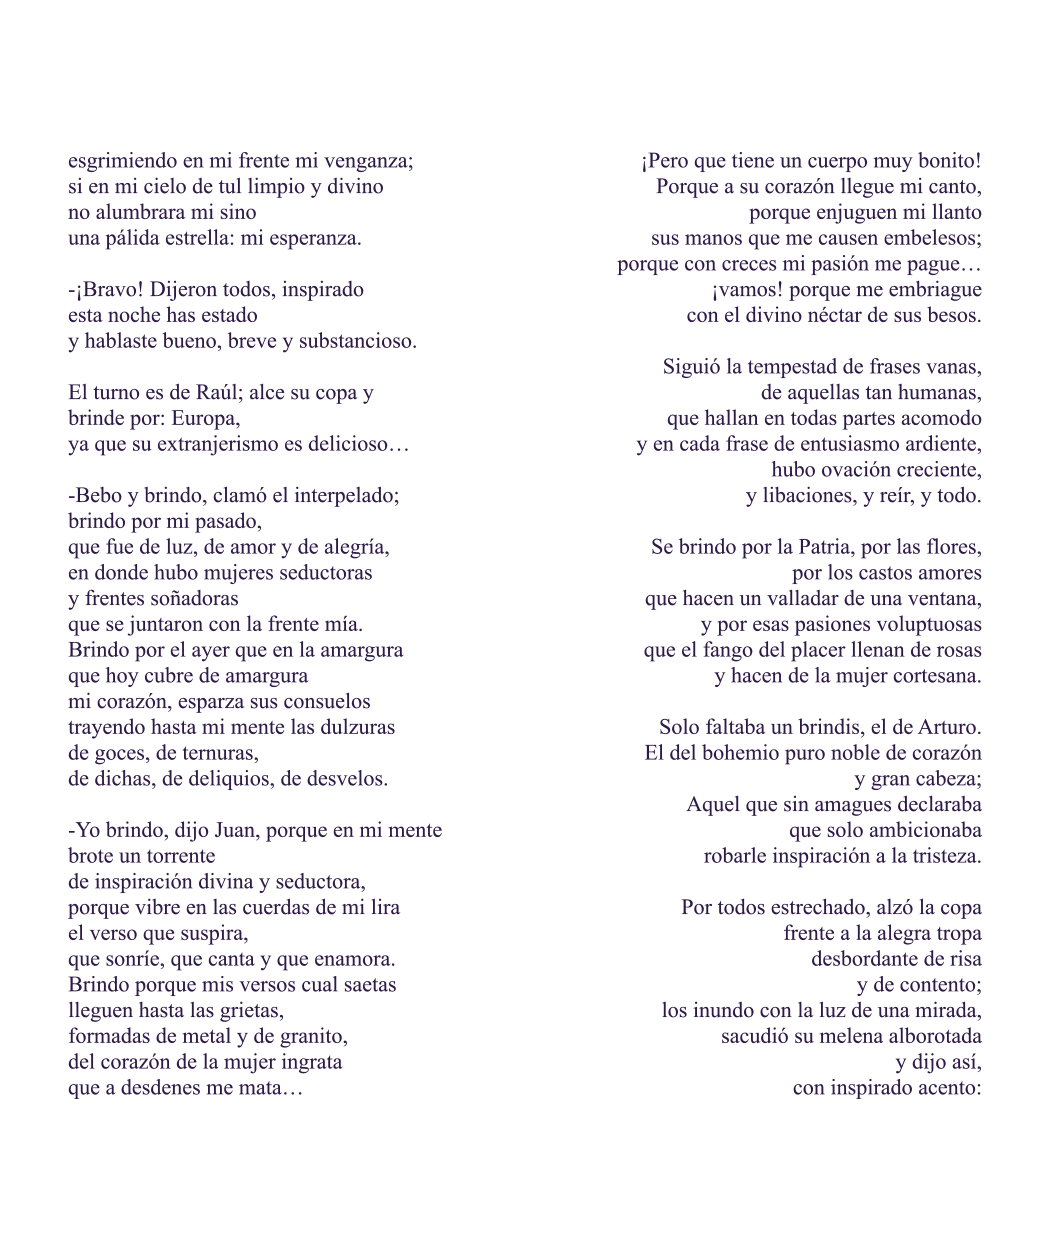 esgrimiendo en mi frente mi venganza;
si en mi cielo de tul limpio y divino
no alumbrara mi sino
una pálida estrella: mi esperanza.
-¡Bravo! Dijeron todos, inspirado
esta noche has estado
y hablaste bueno, breve y substancioso.
El turno es de Raúl; alce su copa y
brinde por: Europa,
ya que su extranjerismo es delicioso…
-Bebo y brindo, clamó el interpelado;
brindo por mi pasado,
que fue de luz, de amor y de alegría,
en donde hubo mujeres seductoras
y frentes soñadoras
que se juntaron con la frente mía.
Brindo por el ayer que en la amargura
que hoy cubre de amargura
mi corazón, esparza sus consuelos
trayendo hasta mi mente las dulzuras
de goces, de ternuras,
de dichas, de deliquios, de desvelos.
-Yo brindo, dijo Juan, porque en mi mente
brote un torrente
de inspiración divina y seductora,
porque vibre en las cuerdas de mi lira
el verso que suspira,
que sonríe, que canta y que enamora.
Brindo porque mis versos cual saetas
lleguen hasta las grietas,
formadas de metal y de granito,
del corazón de la mujer ingrata
que a desdenes me mata…
¡Pero que tiene un cuerpo muy bonito!
Porque a su corazón llegue mi canto,
porque enjuguen mi llanto
sus manos que me causen embelesos;
porque con creces mi pasión me pague…
¡vamos! porque me embriague
con el divino néctar de sus besos.
Siguió la tempestad de frases vanas,
de aquellas tan humanas,
que hallan en todas partes acomodo
y en cada frase de entusiasmo ardiente,
hubo ovación creciente,
y libaciones, y reír, y todo.
Se brindo por la Patria, por las flores,
por los castos amores
que hacen un valladar de una ventana,
y por esas pasiones voluptuosas
que el fango del placer llenan de rosas
y hacen de la mujer cortesana.
Solo faltaba un brindis, el de Arturo.
El del bohemio puro noble de corazón
y gran cabeza;
Aquel que sin amagues declaraba
que solo ambicionaba
robarle inspiración a la tristeza.
Por todos estrechado, alzó la copa
frente a la alegra tropa
desbordante de risa
y de contento;
los inundo con la luz de una mirada,
sacudió su melena alborotada
y dijo así,
con inspirado acento: